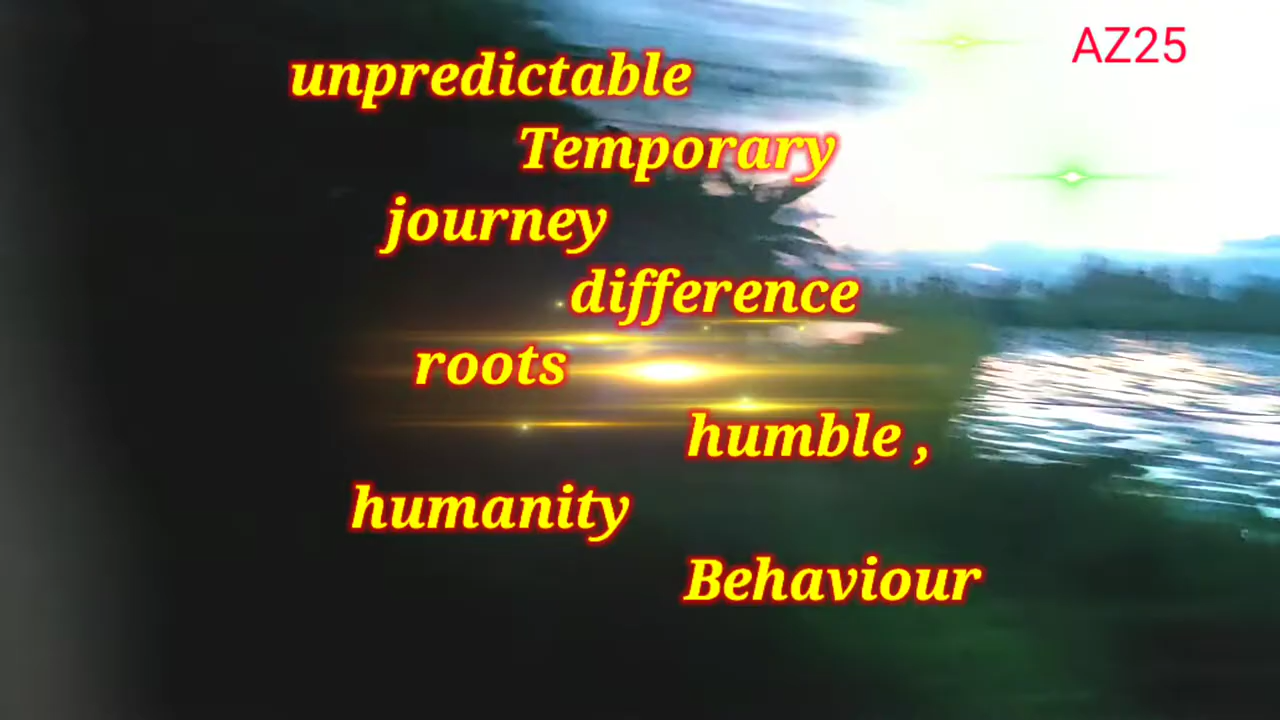 AZ25
unpredictable
Temporary
journey
difference
roots
humble ,
humanity
Behaviour